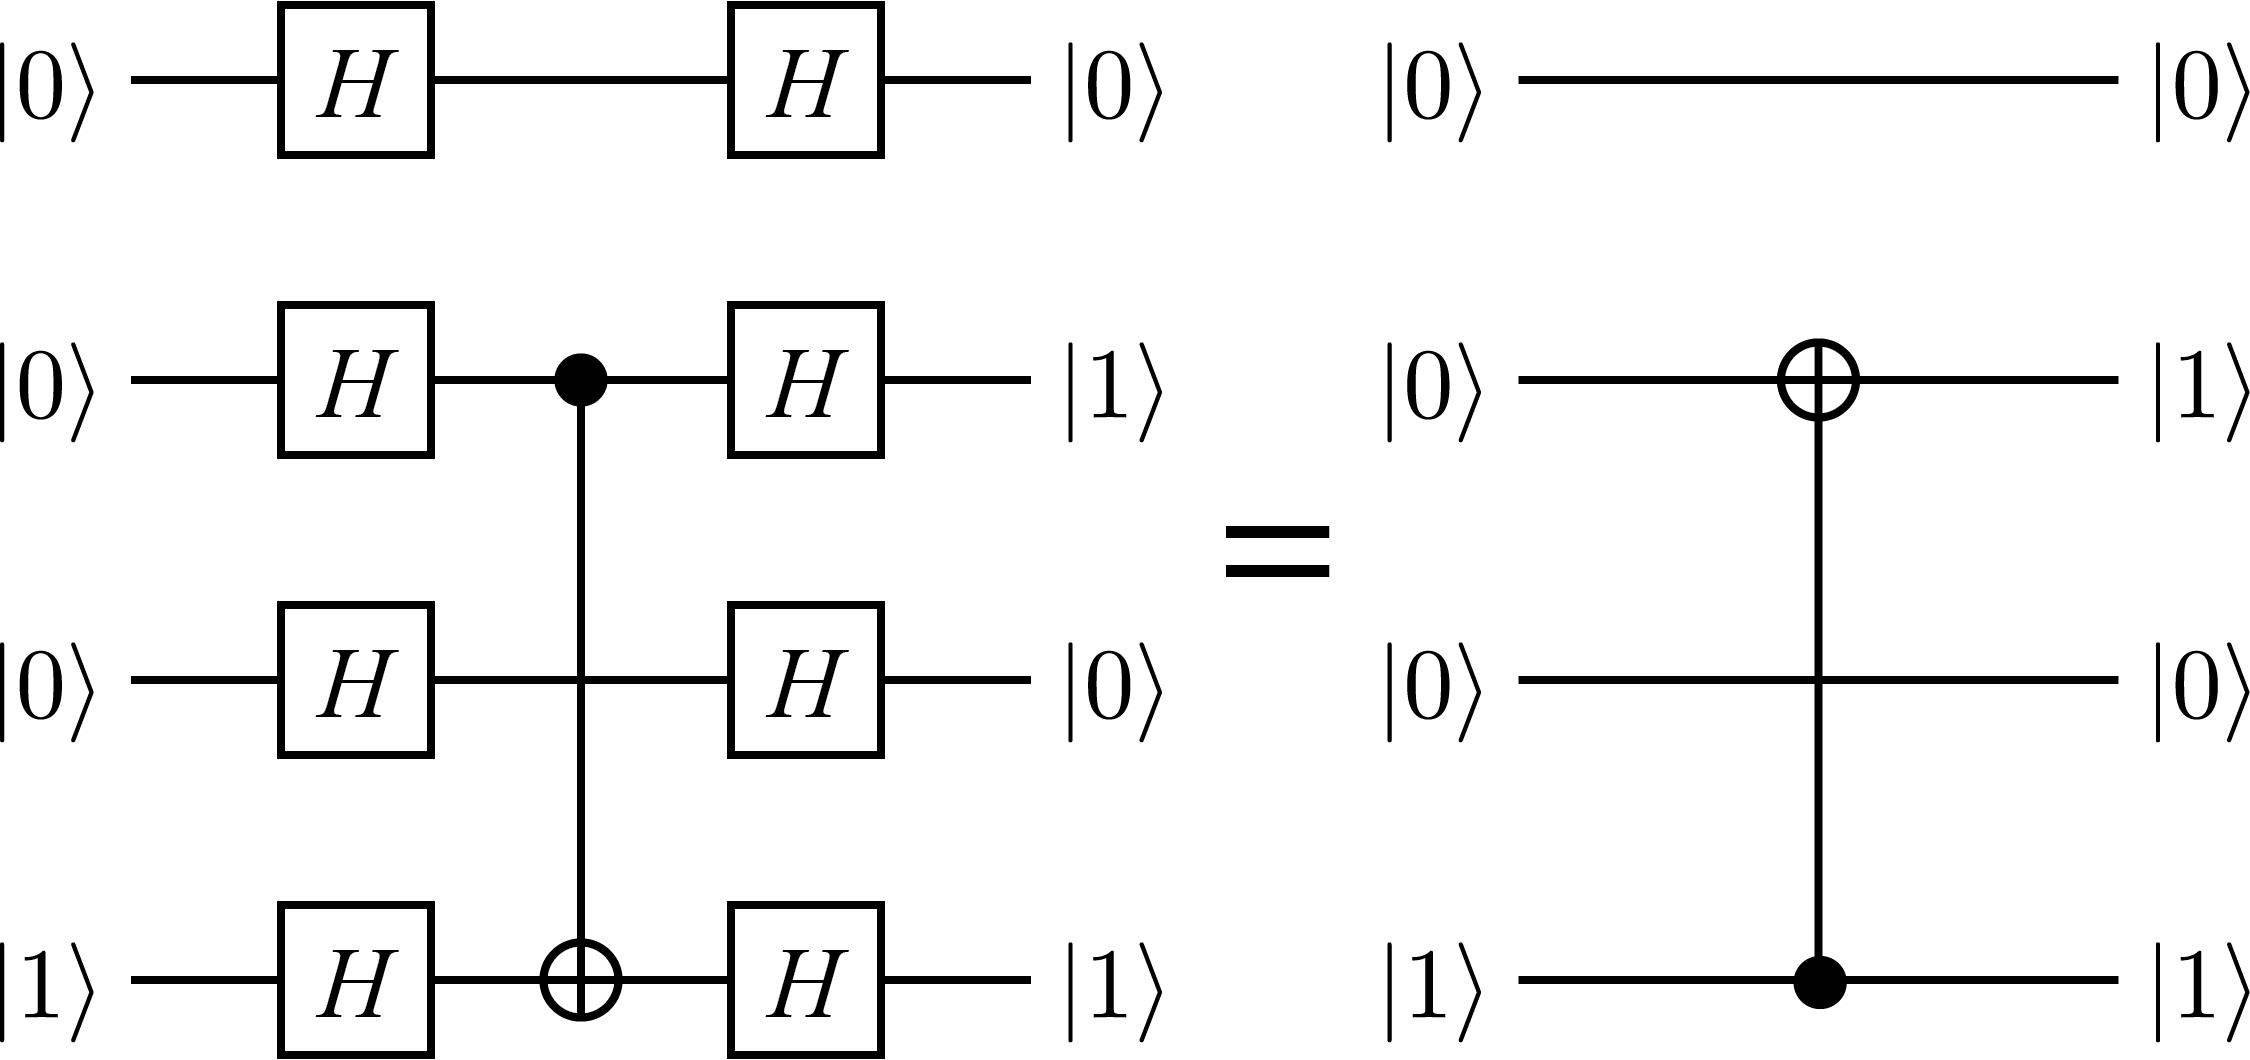 |0⟩ H H |0⟩ |0⟩ |0⟩
|0⟩ H H |1⟩ |0⟩ |1⟩
=
|0⟩ H H |0⟩ |0⟩ |0⟩
|1⟩ H H |1⟩ |1⟩ |1⟩